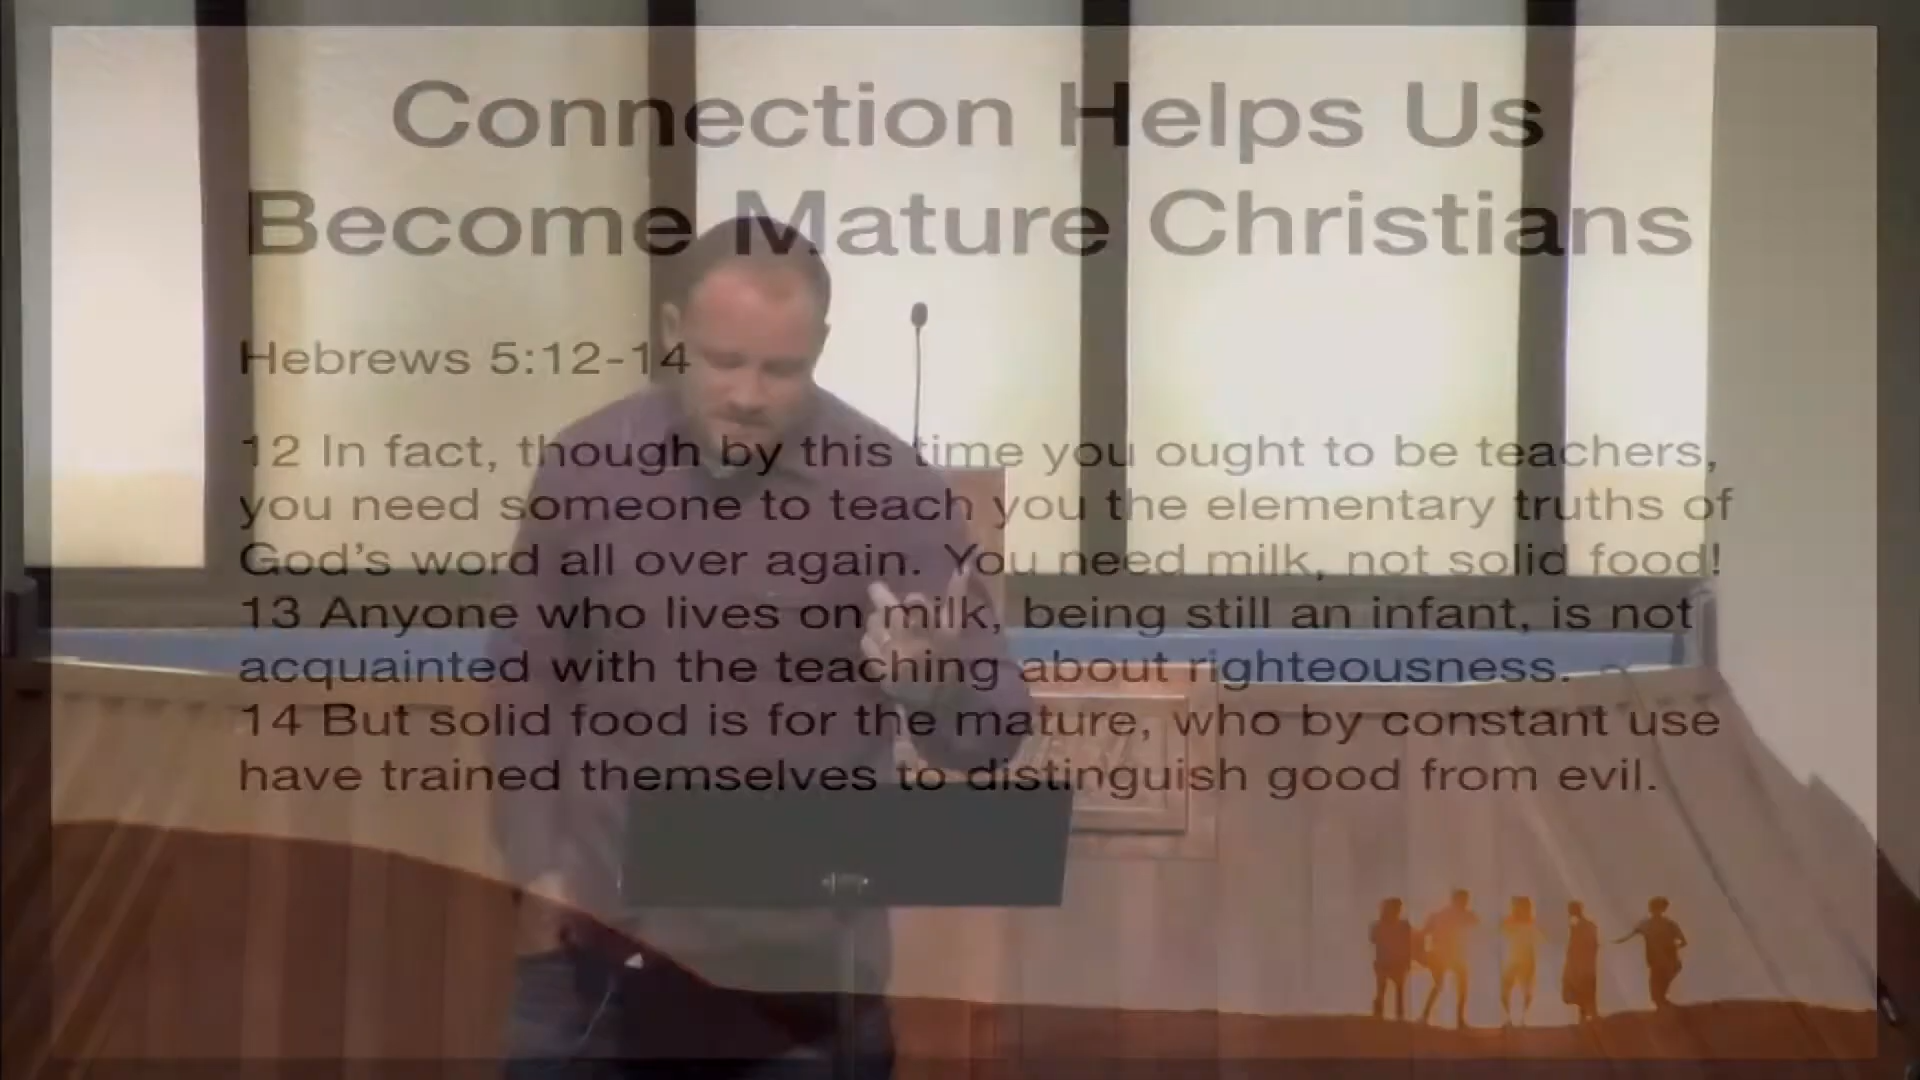 Connection Helps Us
Become Mature Christians
Hebrews 5:12-14
12 In fact, though by this time you ought to be teachers,
you need someone to teach you the elementary truths of
God’s word all over again. You need milk, not solid food!
13 Anyone who lives on milk, being still an infant, is not
acquainted with the teaching about righteousness.
14 But solid food is for the mature, who by constant use
have trained themselves to distinguish good from evil.